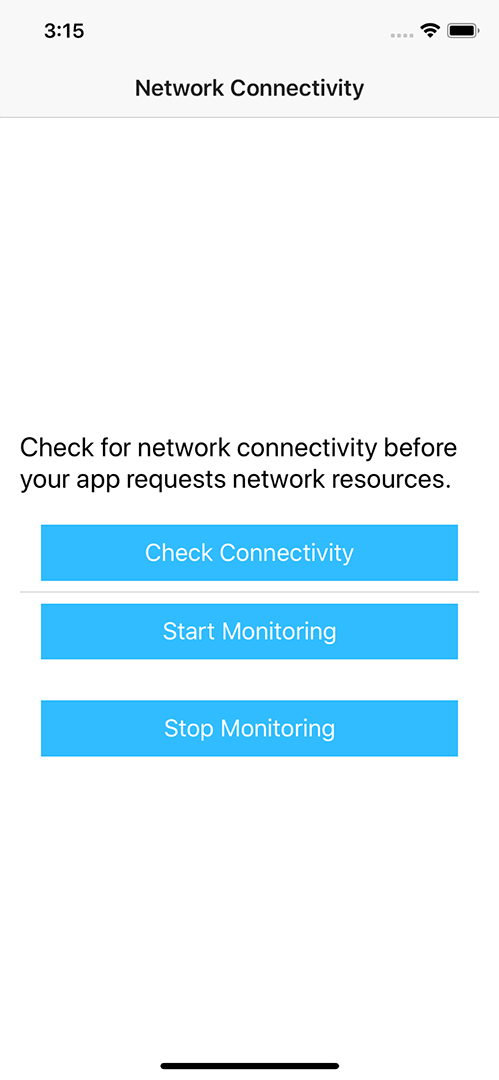 3:15
Network Connectivity
Check for network connectivity before
your app requests network resources.
Check Connectivity
Start Monitoring
Stop Monitoring